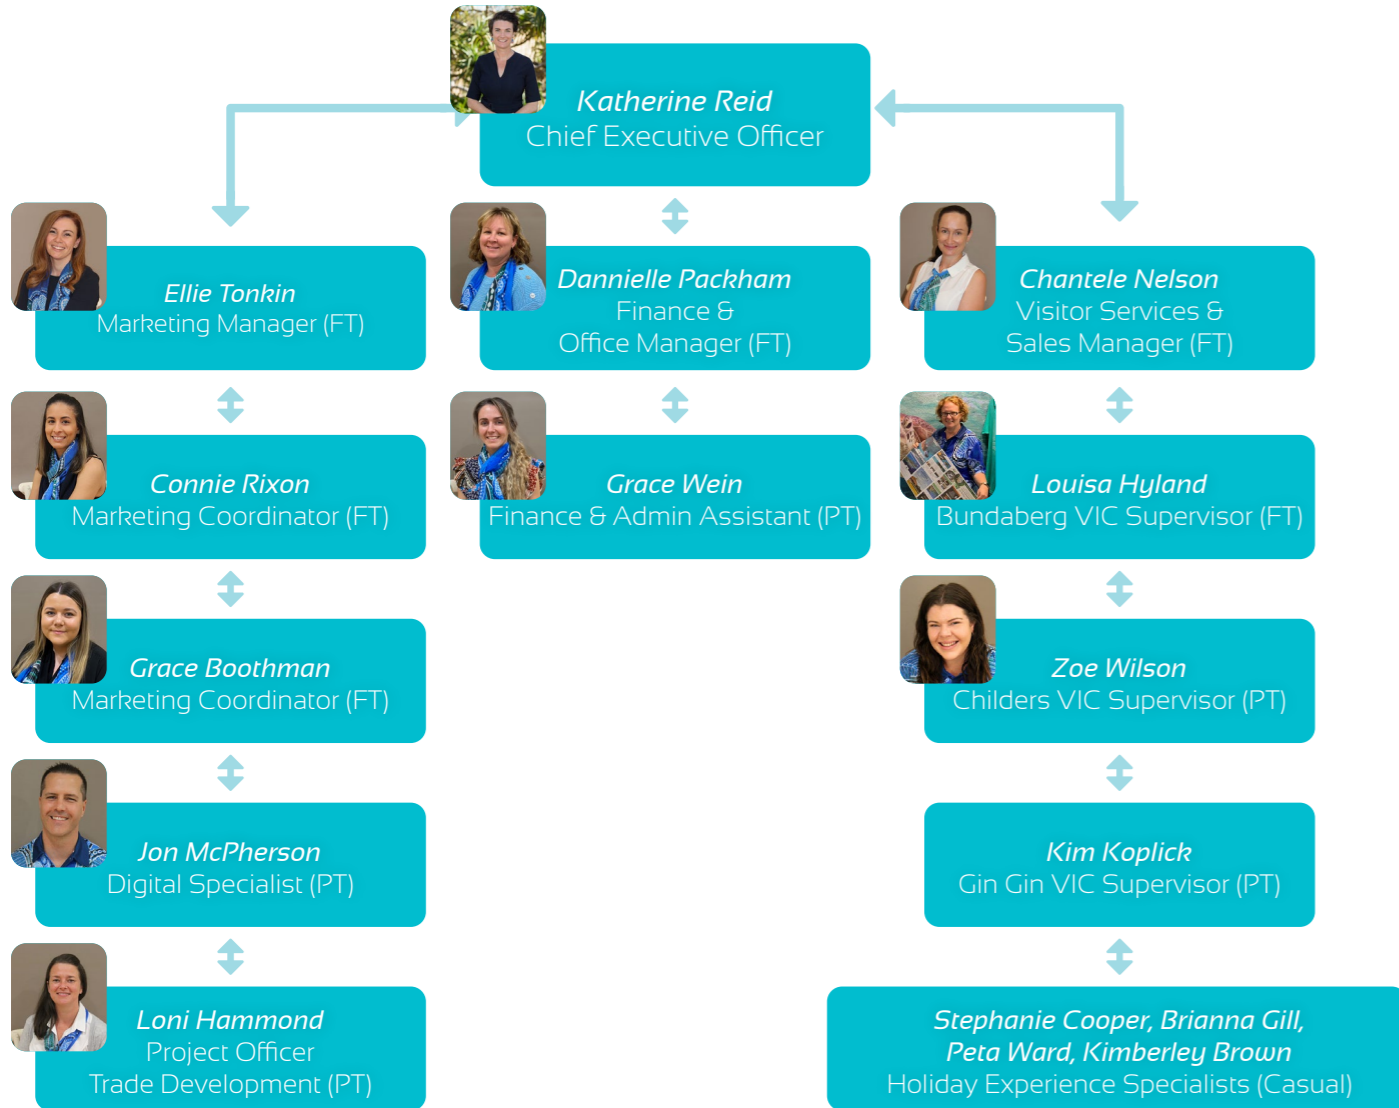 Katherine Reid
Chief Executive Officer
Ellie Tonkin
Marketing Manager (FT)
Dannielle Packham
Finance &
Office Manager (FT)
Chantele Nelson
Visitor Services &
Sales Manager (FT)
Connie Rixon
Marketing Coordinator (FT)
Grace Wein
Finance & Admin Assistant (PT)
Louisa Hyland
Bundaberg VIC Supervisor (FT)
Grace Boothman
Marketing Coordinator (FT)
Zoe Wilson
Childers VIC Supervisor (PT)
Jon McPherson
Digital Specialist (PT)
Kim Koplick
Gin Gin VIC Supervisor (PT)
Loni Hammond
Project Officer
Trade Development (PT)
Stephanie Cooper, Brianna Gill,
Peta Ward, Kimberley Brown
Holiday Experience Specialists (Casual)